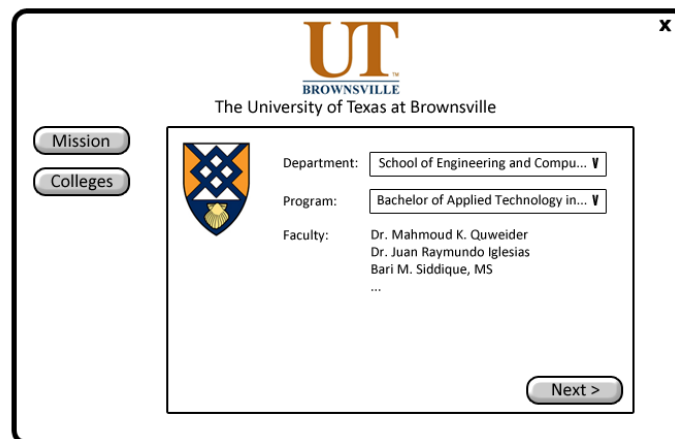 x
UT
™
BROWNSVILLE
The University of Texas at Brownsville
Mission
Colleges
Department: School of Engineering and Compu... V
Program: Bachelor of Applied Technology in... V
Faculty: Dr. Mahmoud K. Quweider
Dr. Juan Raymundo Iglesias
Bari M. Siddique, MS
...
Next >